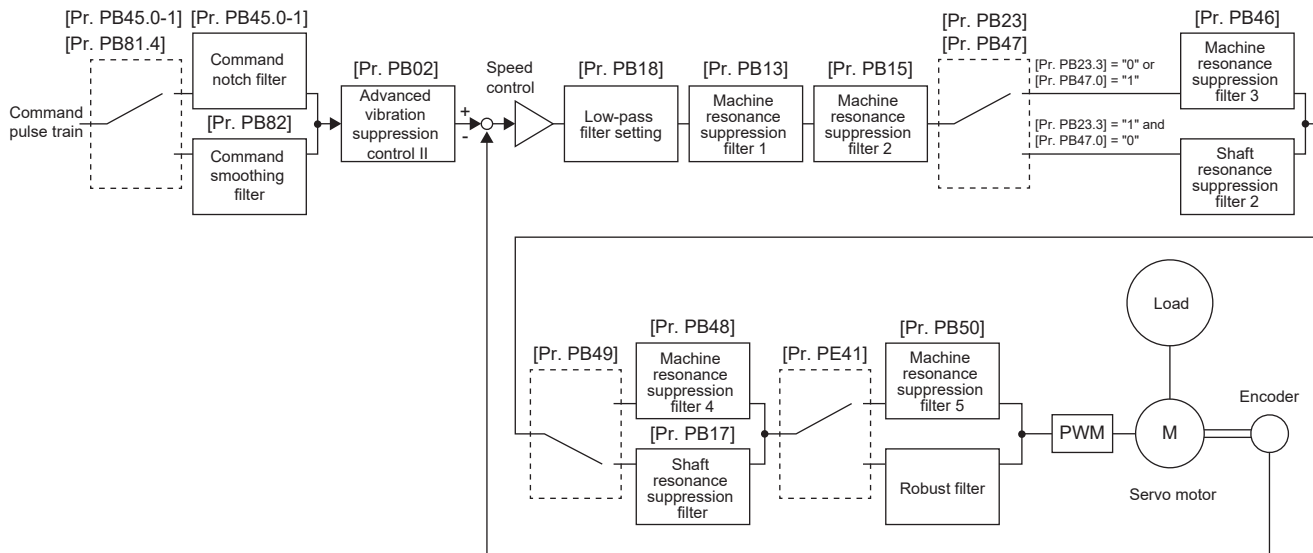 [Pr. PB45.0-1]
[Pr. PB81.4]
Command
pulse train
[Pr. PB45.0-1]
Command
notch filter
[Pr. PB82]
Command
smoothing
filter
[Pr. PB02]
Advanced
vibration
suppression
control II
+
-
Speed
control
[Pr. PB18]
Low-pass
filter setting
[Pr. PB13]
Machine
resonance
suppression
filter 1
[Pr. PB15]
Machine
resonance
suppression
filter 2
[Pr. PB23]
[Pr. PB47]
[Pr. PB23.3] = "0" or
[Pr. PB47.0] = "1"
[Pr. PB23.3] = "1" and
[Pr. PB47.0] = "0"
[Pr. PB46]
Machine
resonance
suppression
filter 3
Shaft
resonance
suppression
filter 2
[Pr. PB49]
[Pr. PB48]
Machine
resonance
suppression
filter 4
[Pr. PB17]
Shaft
resonance
suppression
filter
[Pr. PE41]
[Pr. PB50]
Machine
resonance
suppression
filter 5
Robust filter
PWM
Load
M
Servo motor
Encoder